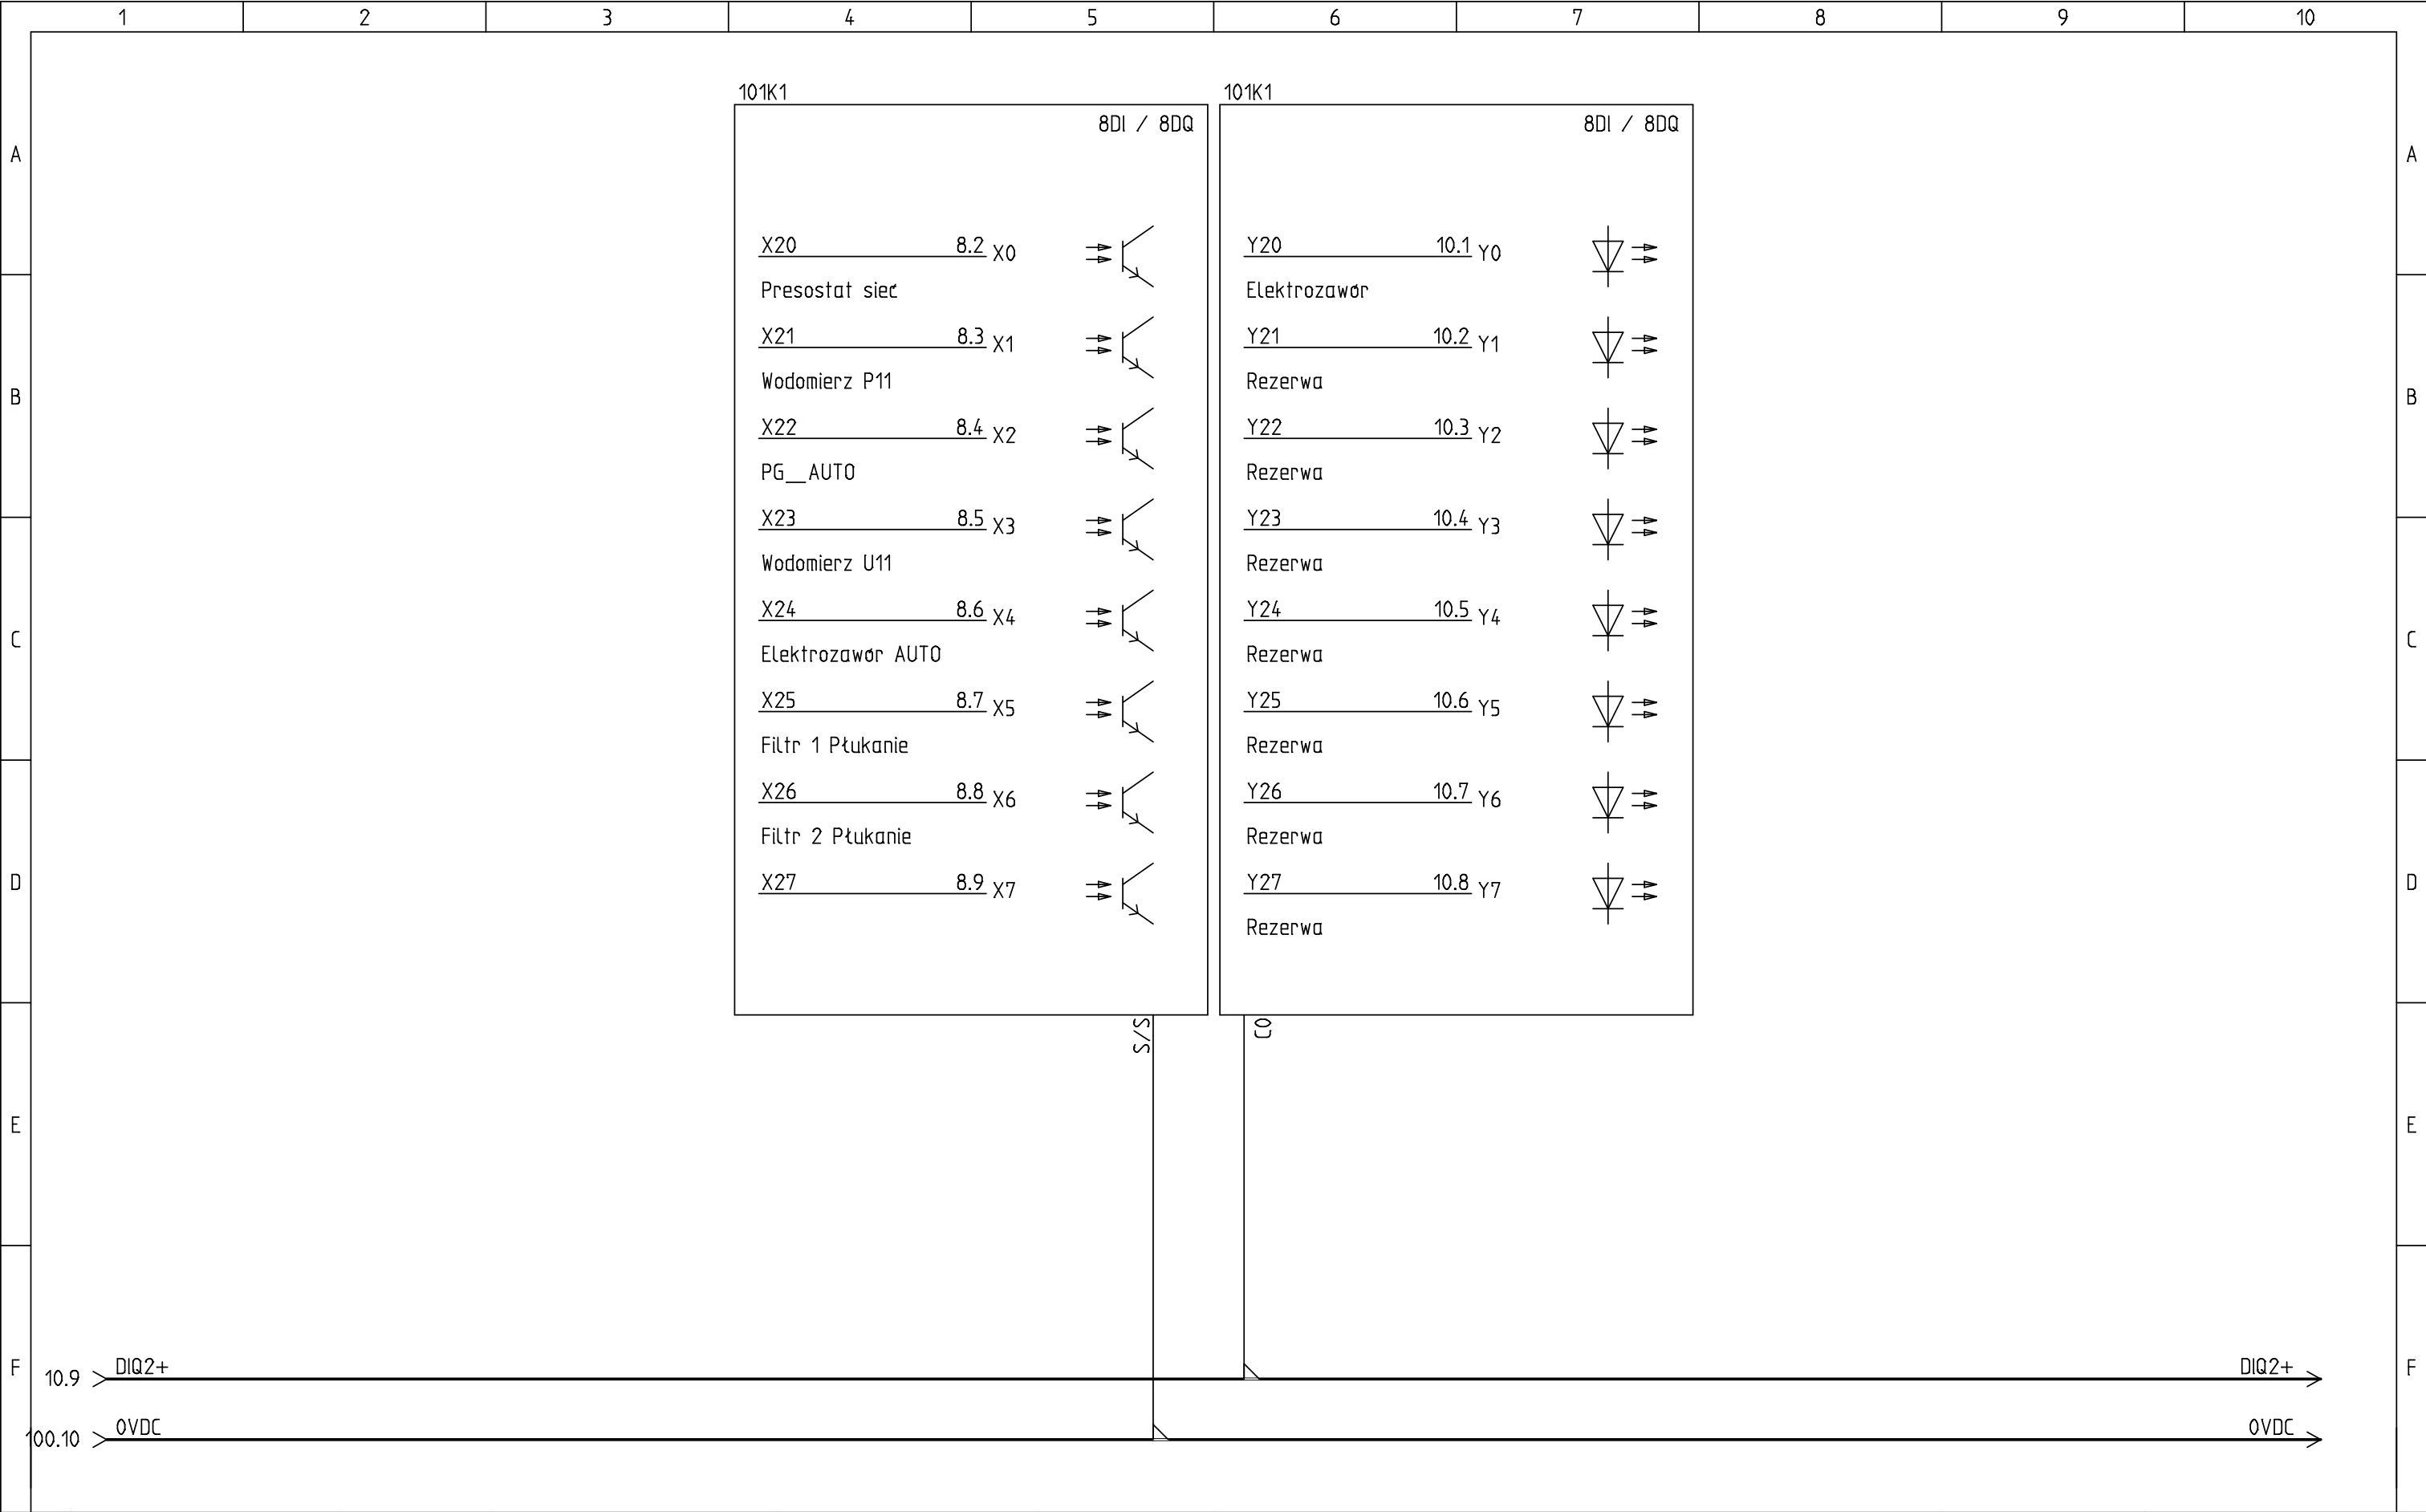 1 2 3 4 5 6 7 8 9 10
101K1 101K1
8DI / 8DQ 8DI / 8DQ
A A
X20 8.2 X0 Y20 10.1 Y0
Presostat sieć Elektrozawór
X21 8.3 X1 Y21 10.2 Y1
Wodomierz P11 Rezerwa
B B
X22 8.4 X2 Y22 10.3 Y2
PG__AUTO Rezerwa
X23 8.5 X3 Y23 10.4 Y3
Wodomierz U11 Rezerwa
X24 8.6 X4 Y24 10.5 Y4
C C
Elektrozawór AUTO Rezerwa
X25 8.7 X5 Y25 10.6 Y5
Filtr 1 Płukanie Rezerwa
X26 8.8 X6 Y26 10.7 Y6
Filtr 2 Płukanie Rezerwa
D D
X27 8.9 X7 Y27 10.8 Y7
Rezerwa
S/S C0
E E
F DIQ2+ DIQ2+ F
10.9
0VDC 0VDC
100.10